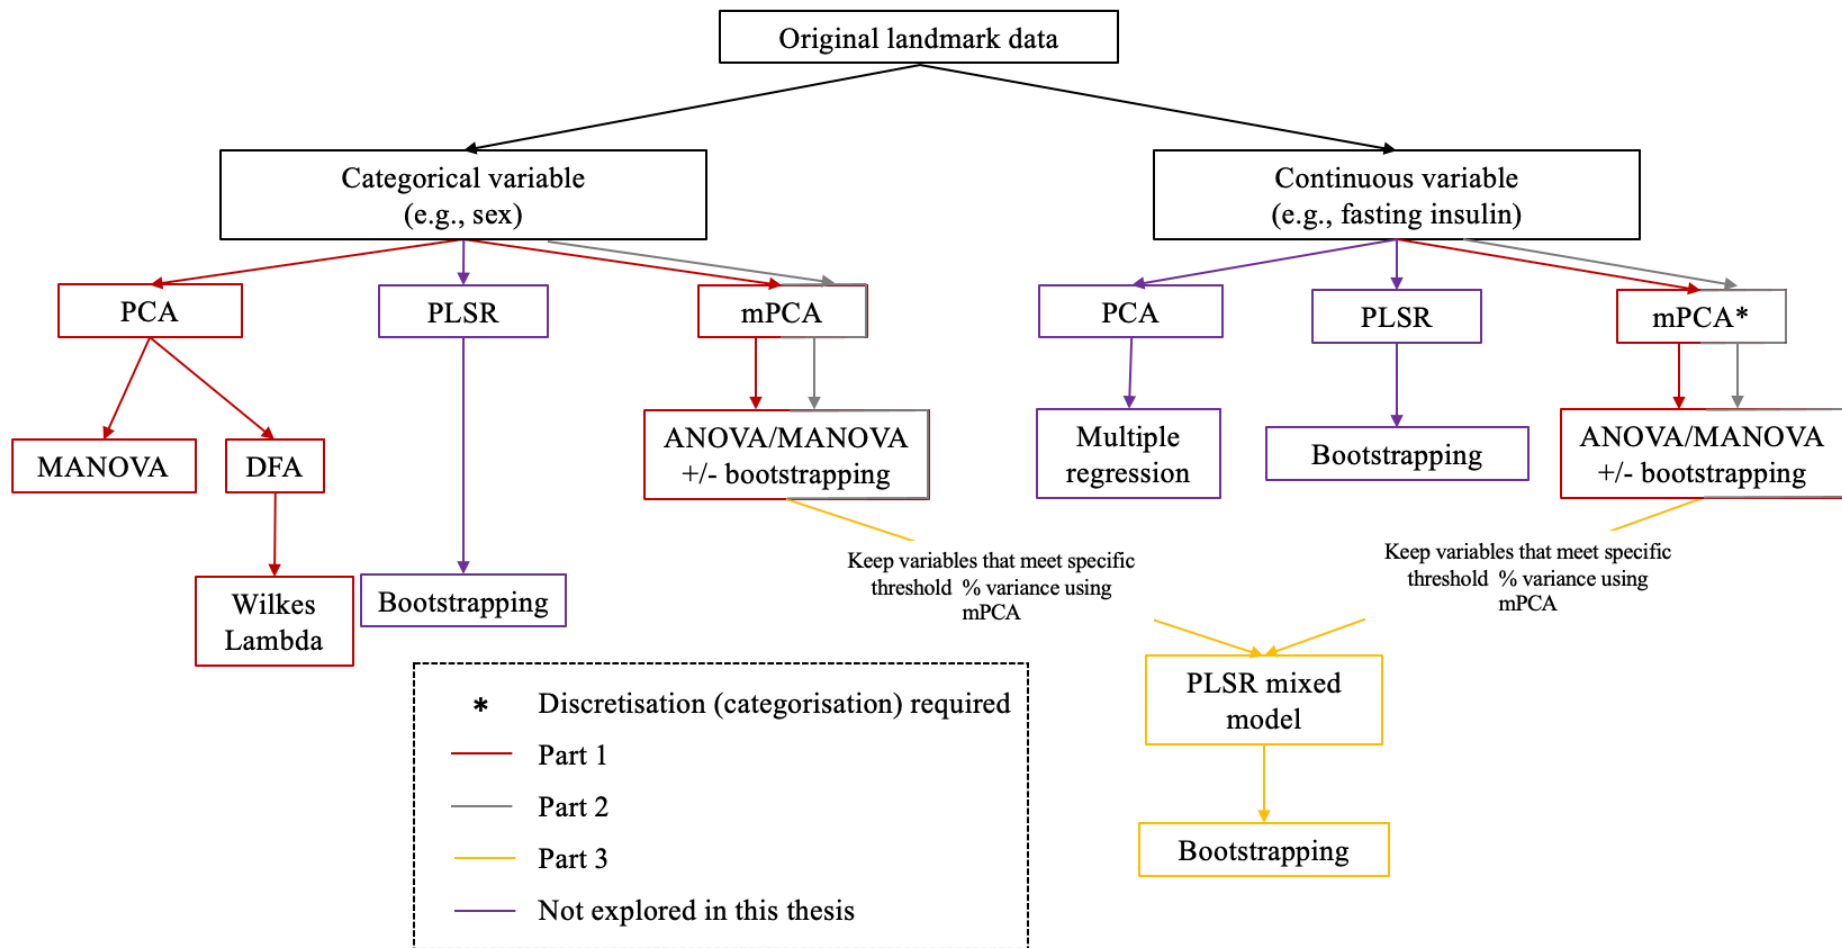 Original landmark data
Categorical variable
(e.g., sex)
Continuous variable
(e.g., fasting insulin)
PCA
PLSR
mPCA
PCA
PLSR
mPCA*
MANOVA
DFA
ANOVA/MANOVA
+/- bootstrapping
Multiple
regression
Bootstrapping
ANOVA/MANOVA
+/- bootstrapping
Wilkes
Lambda
Bootstrapping
Keep variables that meet specific
threshold % variance using
mPCA
Keep variables that meet specific
threshold % variance using
mPCA
PLSR mixed
model
Bootstrapping
* Discretisation (categorisation) required
Part 1
Part 2
Part 3
Not explored in this thesis